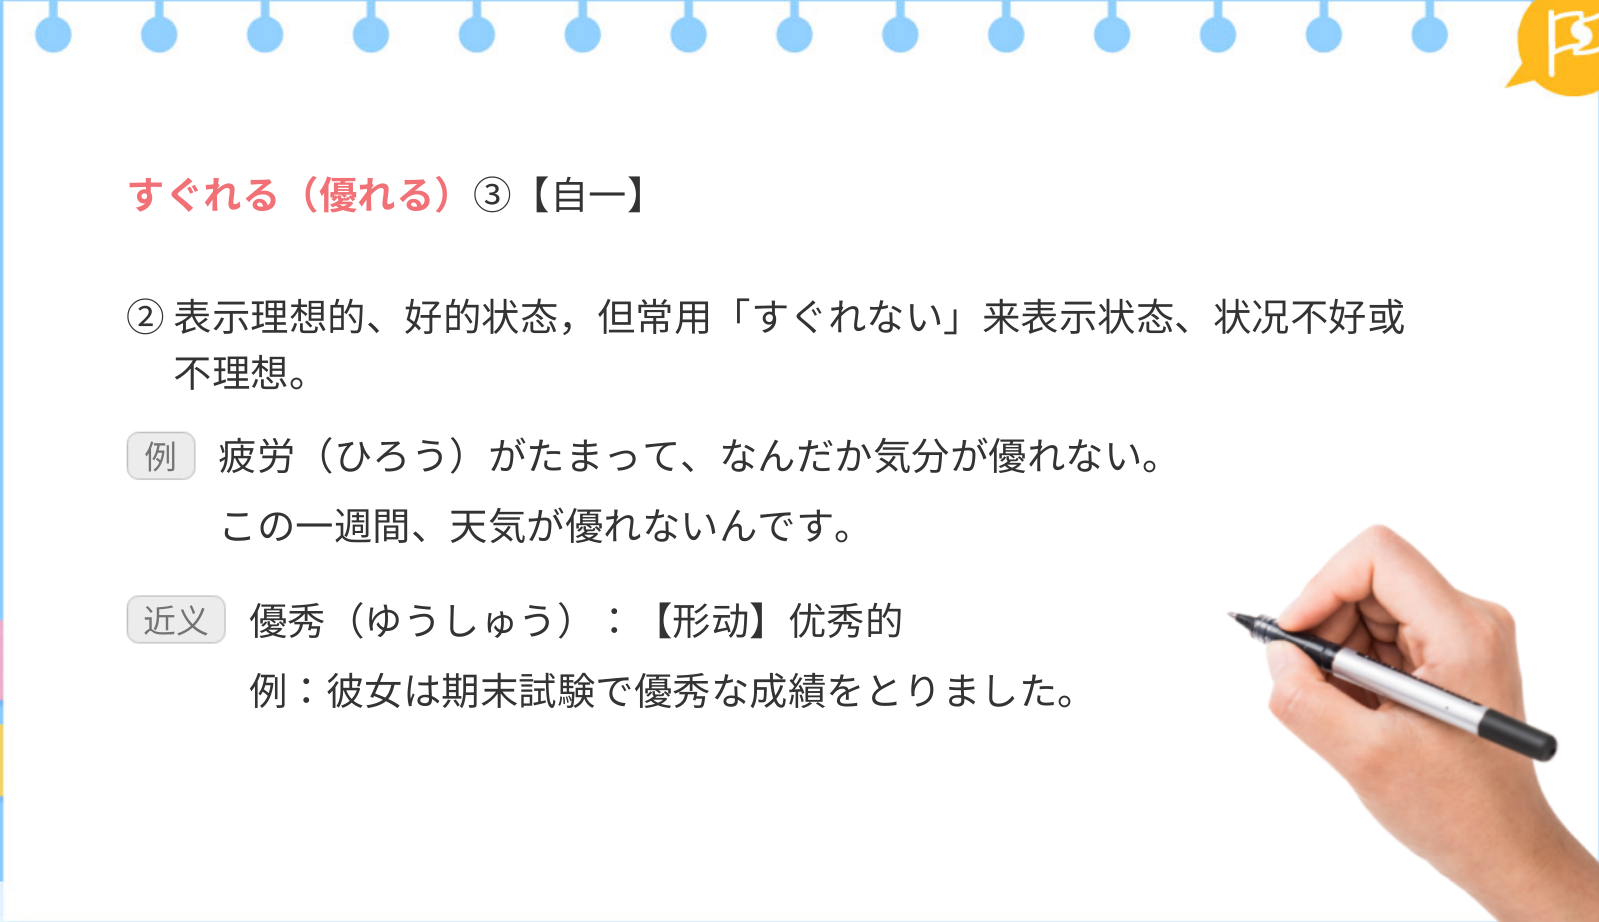 すぐれる（優れる）③【自一】
② 表示理想的、好的状态，但常用「すぐれない」来表示状态、状况不好或
不理想。
例 疲労（ひろう）がたまって、なんだか気分が優れない。
この一週間、天気が優れないんです。
近义 優秀（ゆうしゅう）：【形动】优秀的
例：彼女は期末試験で優秀な成績をとりました。